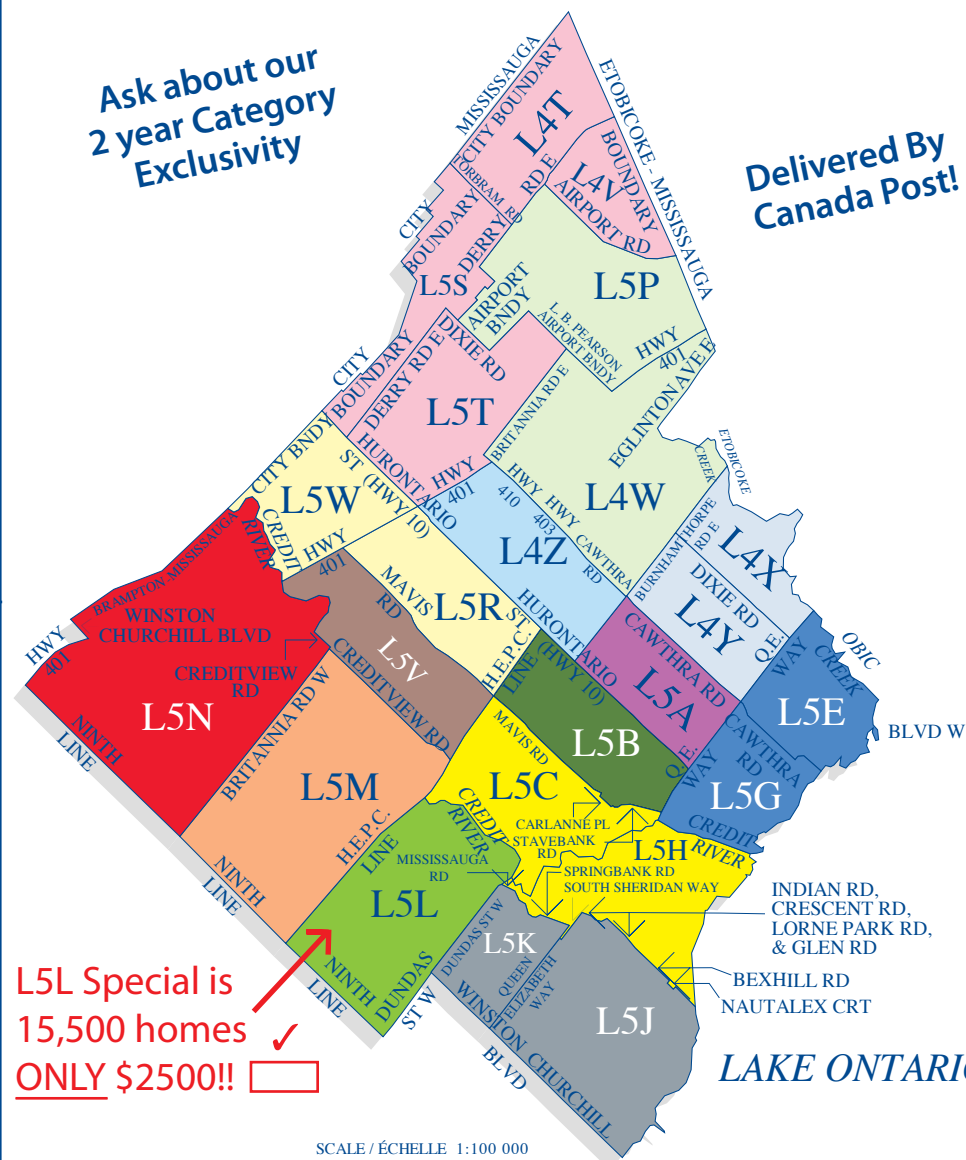 Ask about our
2 year Category
Exclusivity
Delivered By
Canada Post!
MISSISSAUGA
CITY BOUNDARY
ETOBICOKE - MISSISSAUGA
BOUNDARY
L4T
TORBRAM RD
DERRY
RD E
L4V
AIRPORT RD
CITY
BOUNDARY
L5S
AIRPORT
BNDY
L5P
L. B. PEARSON
AIRPORT BNDY
HWY
401
CITY
BOUNDARY
DERRY RD E
DIXIE RD
L5T
BRITANNIA RD E
EGLINTON AVE E
HURONTARIO
ST (HWY 10)
HWY
401
CITY BNDY
L5W
CREDIT
RIVER
HWY
401
410
HWY
403
HWY
CAWTHRA
RD
L4W
ETOBICOKE
CREEK
BURNHAMTHORPE
RD E
L4X
DIXIE RD
L4Y
L4Z
HURONTARIO
ST.
(HWY 10)
MAVIS
RD
L5R
H.E.P.C.
LINE
L5V
CREDITVIEW RD
BRAMPTON-MISSISSAUGA
WINSTON
CHURCHILL BLVD
CREDITVIEW
RD
HWY
401
L5N
NINTH
LINE
BRITANNIA RD W
L5M
H.E.P.C.
LINE
CAWTHRA RD
L5A
Q.E.
WAY
L5B
Q.E.
WAY
OBIC
CREEK
L5E
BLVD W
CAWTHRA
RD
L5G
CREDIT
RIVER
MAVIS RD
L5C
CREDIT
RIVER
CARLANNE PL
STAVEBANK
RD
L5H
MISSISSAUGA
RD
SPRINGBANK RD
SOUTH SHERIDAN WAY
INDIAN RD,
CRESCENT RD,
LORNE PARK RD,
& GLEN RD
BEXHILL RD
NAUTALEX CRT
NINTH
LINE
L5L
DUNDAS
ST W
NINTH
LINE
DUNDAS ST W
L5K
QUEEN
ELIZABETH
WAY
WINSTON CHURCHILL
BLVD
L5J
L5L Special is
15,500 homes
ONLY $2500!!
LAKE ONTARIO
SCALE / ÉCHELLE 1:100 000